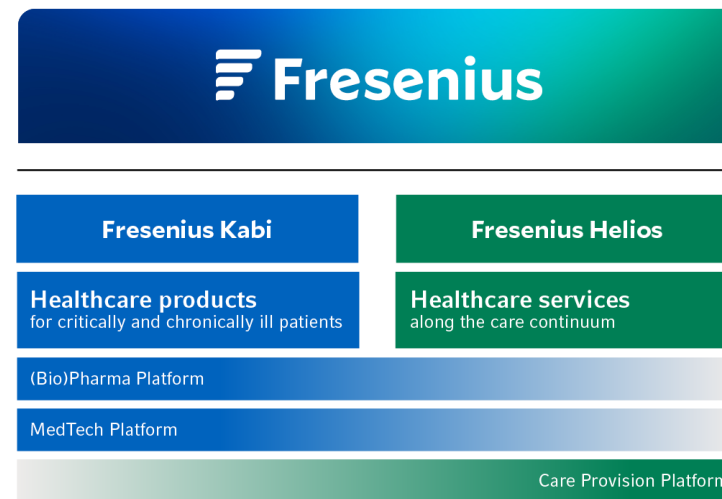 Fresenius
Fresenius Kabi
Fresenius Helios
Healthcare products
for critically and chronically ill patients
Healthcare services
along the care continuum
(Bio)Pharma Platform
MedTech Platform
Care Provision Platform